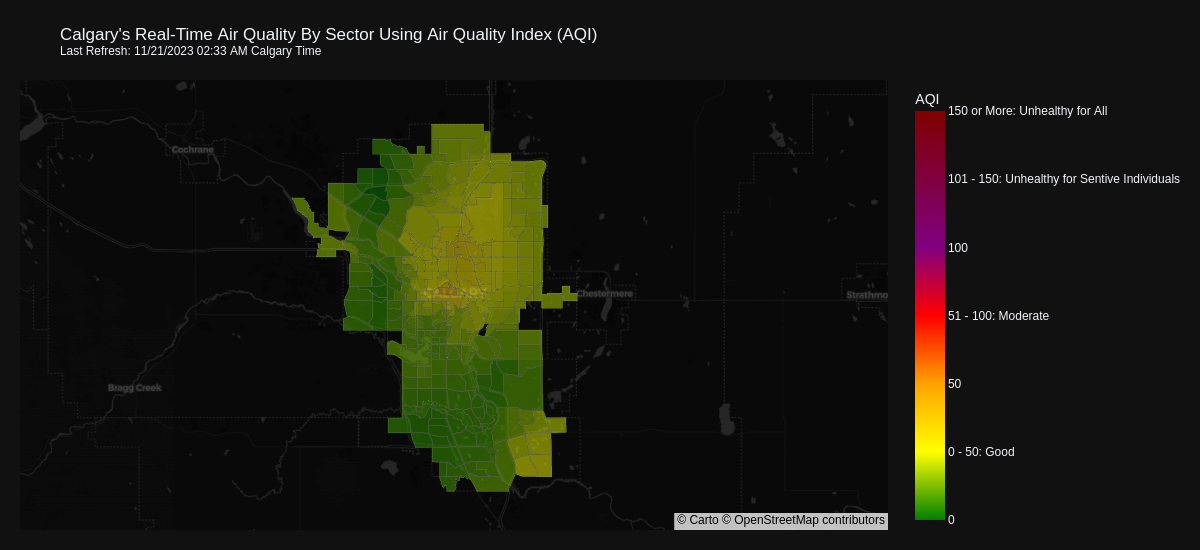 Calgary's Real-Time Air Quality By Sector Using Air Quality Index (AQI)
Last Refresh: 11/21/2023 02:33 AM Calgary Time
AQI
150 or More: Unhealthy for All
Cochrane
101 - 150: Unhealthy for Sentive Individuals
100
Chestermere
Strathmo
51 - 100: Moderate
50
Bragg Creek
0 - 50: Good
0
© Carto © OpenStreetMap contributors